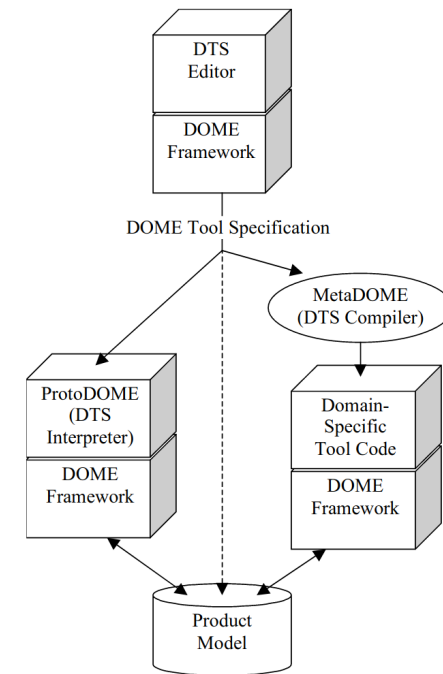 DTS
Editor
DOME
Framework
DOME Tool Specification
MetaDOME
(DTS Compiler)
ProtoDOME
(DTS
Interpreter)
DOME
Framework
Domain-
Specific
Tool Code
DOME
Framework
Product
Model